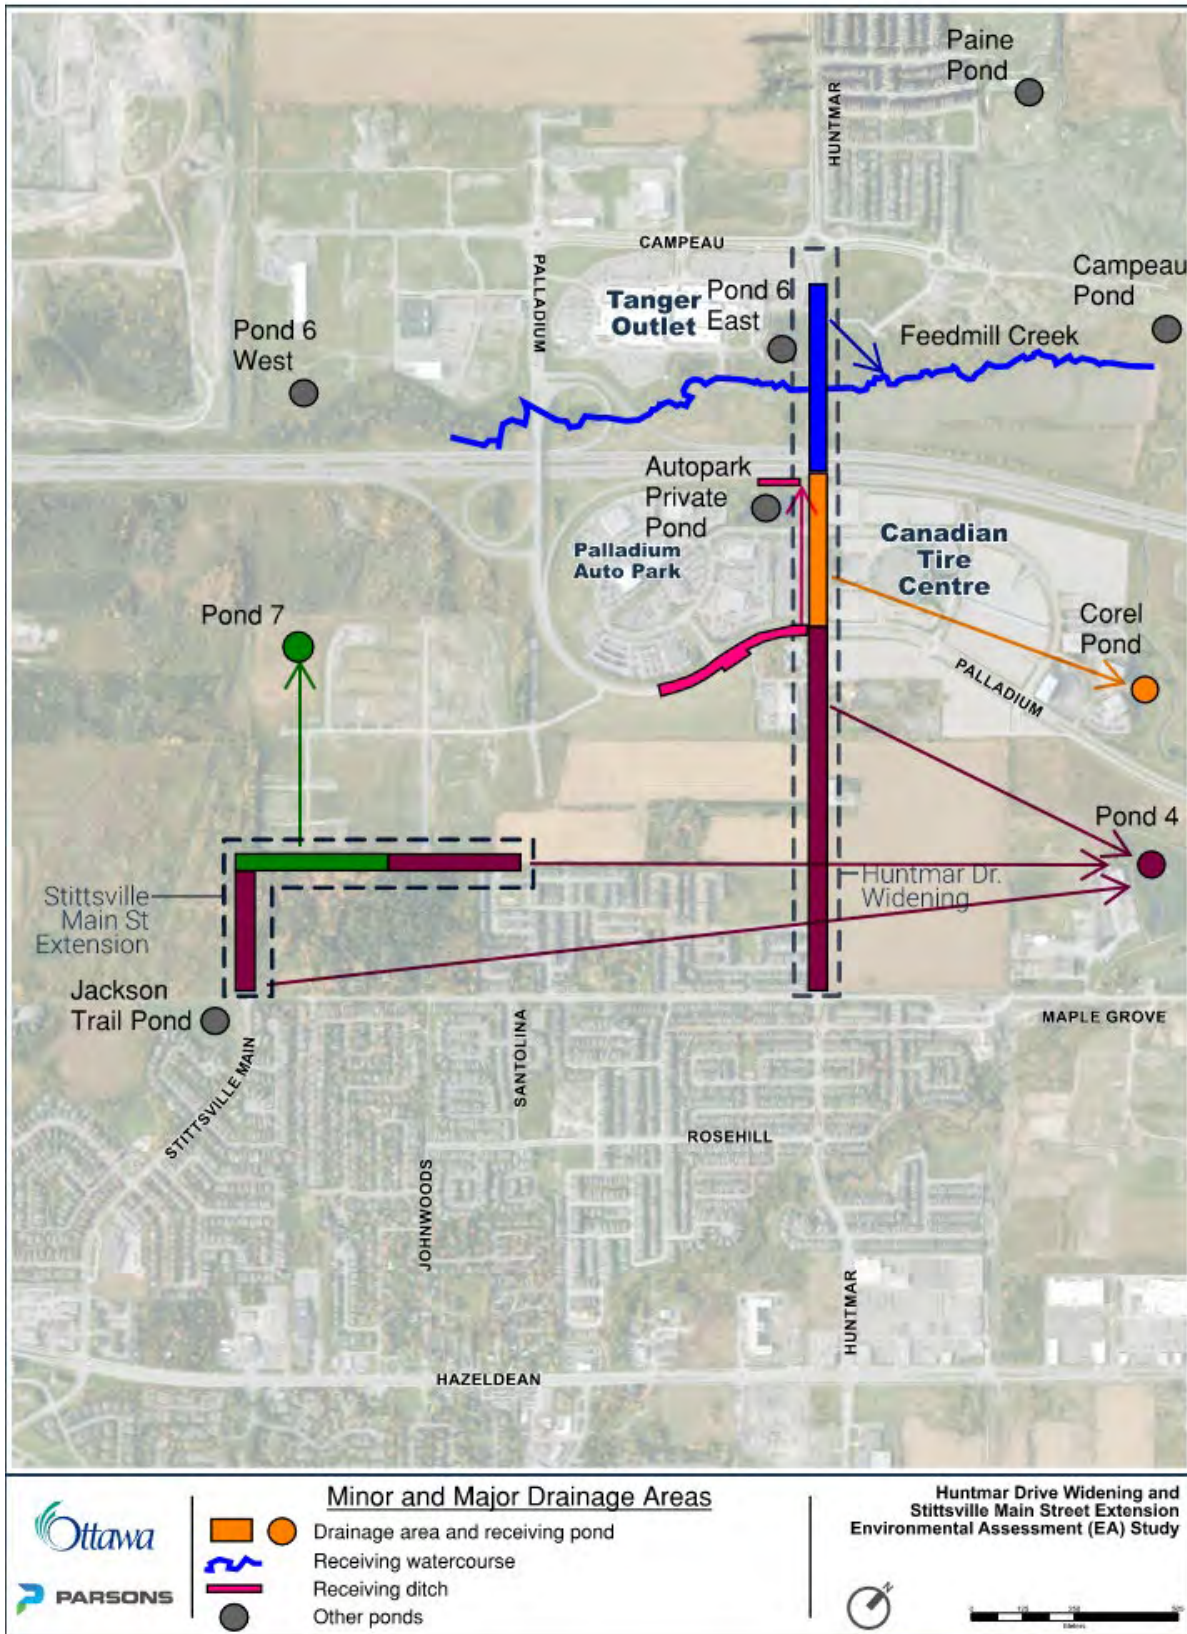 Paine
Pond
HUNTMAR
CAMPEAU
PALLADIUM
Tanger
Outlet
Pond 6
East
Campeau
Pond
Feedmill Creek
Pond 6
West
Autopark
Private
Pond
Palladium
Auto Park
Canadian
Tire
Centre
Pond 7
Corel
Pond
PALLADIUM
Pond 4
Stittsville
Main St
Extension
Huntmar Dr.
Widening
Jackson
Trail Pond
MAPLE GROVE
STITTSVILLE MAIN
SANTOLINA
ROSEHILL
JOHNWOODS
HUNTMAR
HAZELDEAN
Ottawa
PARSONS
Minor and Major Drainage Areas
Drainage area and receiving pond
Receiving watercourse
Receiving ditch
Other ponds
Huntmar Drive Widening and
Stittsville Main Street Extension
Environmental Assessment (EA) Study
N
0